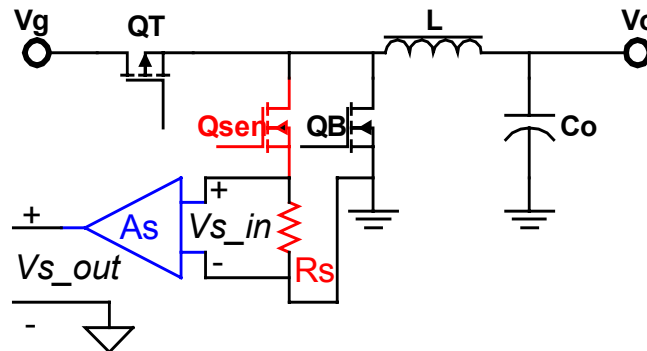 Vg
QT
L
Vo
Qsen
QB
Co
+
+
As
Vs_in
Vs_out
-
Rs
-